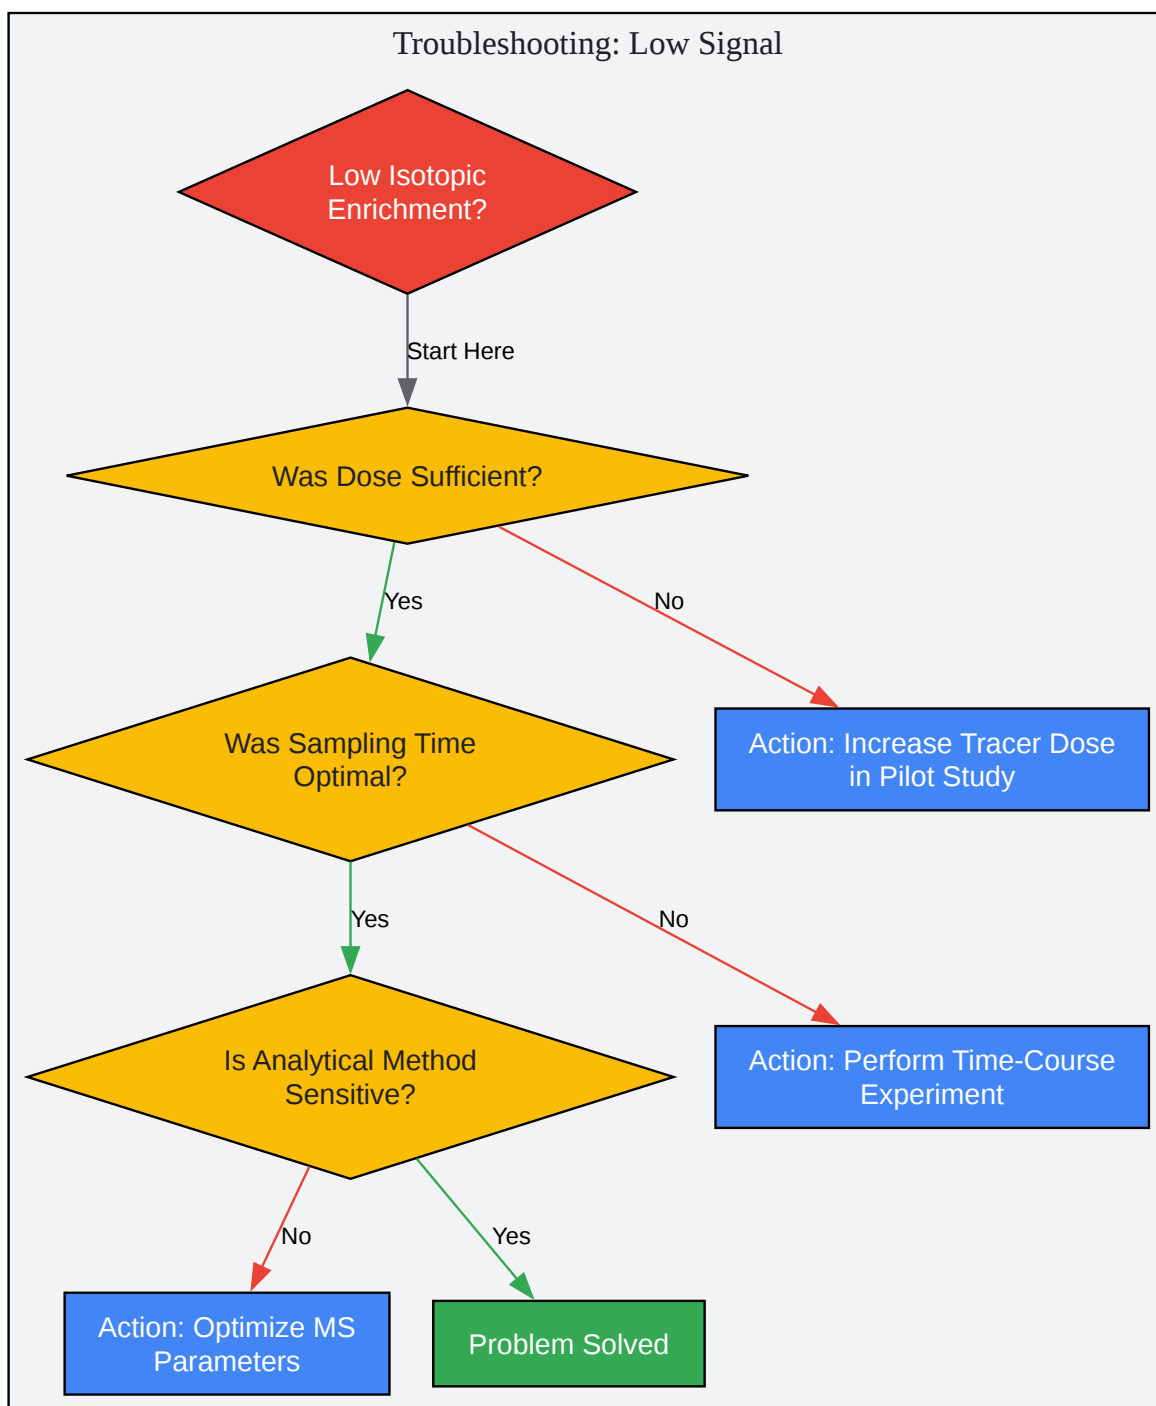 Troubleshooting: Low Signal
Low Isotopic
Enrichment?
Start Here
Was Dose Sufficient?
Yes
No
Was Sampling Time
Optimal?
Action: Increase Tracer Dose
in Pilot Study
Yes
No
Is Analytical Method
Sensitive?
Action: Perform Time-Course
Experiment
No
Yes
Action: Optimize MS
Parameters
Problem Solved